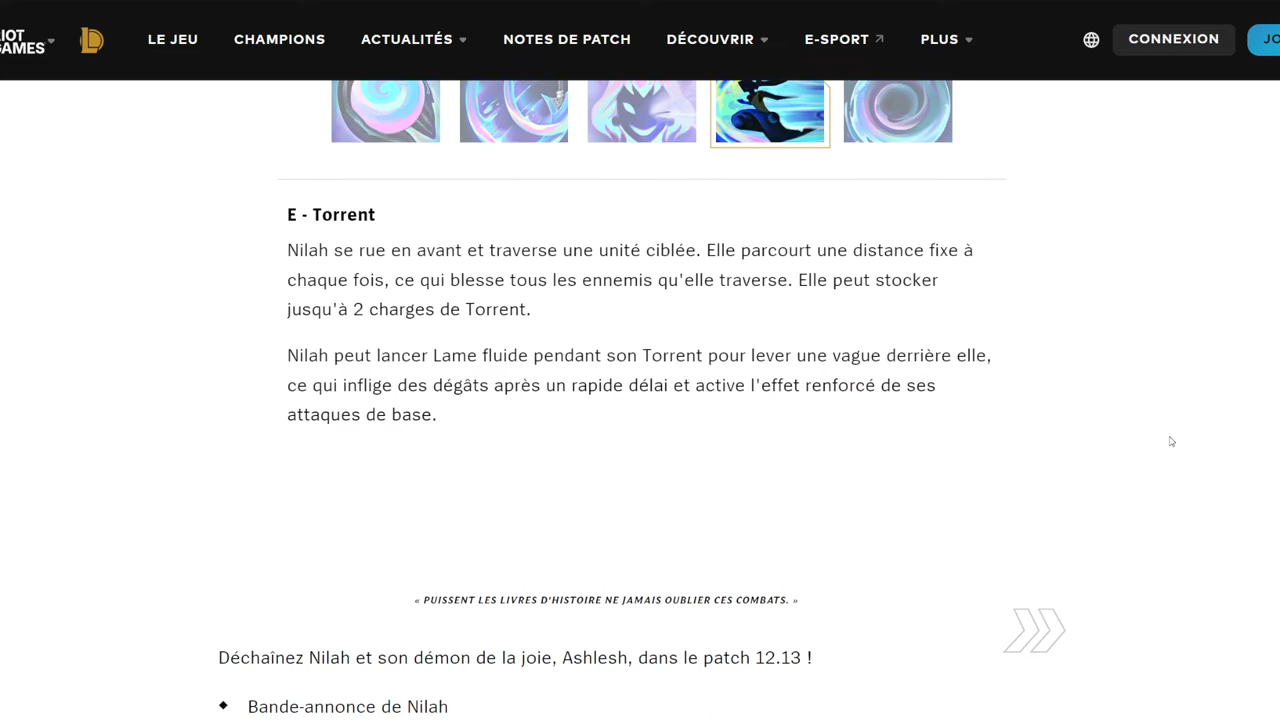 RIOT
GAMES
LE JEU
CHAMPIONS
ACTUALITÉS
NOTES DE PATCH
DÉCOUVRIR
E-SPORT
PLUS
CONNEXION
E - Torrent
Nilah se rue en avant et traverse une unité ciblée. Elle parcourt une distance fixe à
chaque fois, ce qui blesse tous les ennemis qu'elle traverse. Elle peut stocker
jusqu'à 2 charges de Torrent.
Nilah peut lancer Lame fluide pendant son Torrent pour lever une vague derrière elle,
ce qui inflige des dégâts après un rapide délai et active l'effet renforcé de ses
attaques de base.
« PUISSENT LES LIVRES D'HISTOIRE NE JAMAIS OUBLIER CES COMBATS. »
Déchaînez Nilah et son démon de la joie, Ashlesh, dans le patch 12.13 !
Bande-annonce de Nilah